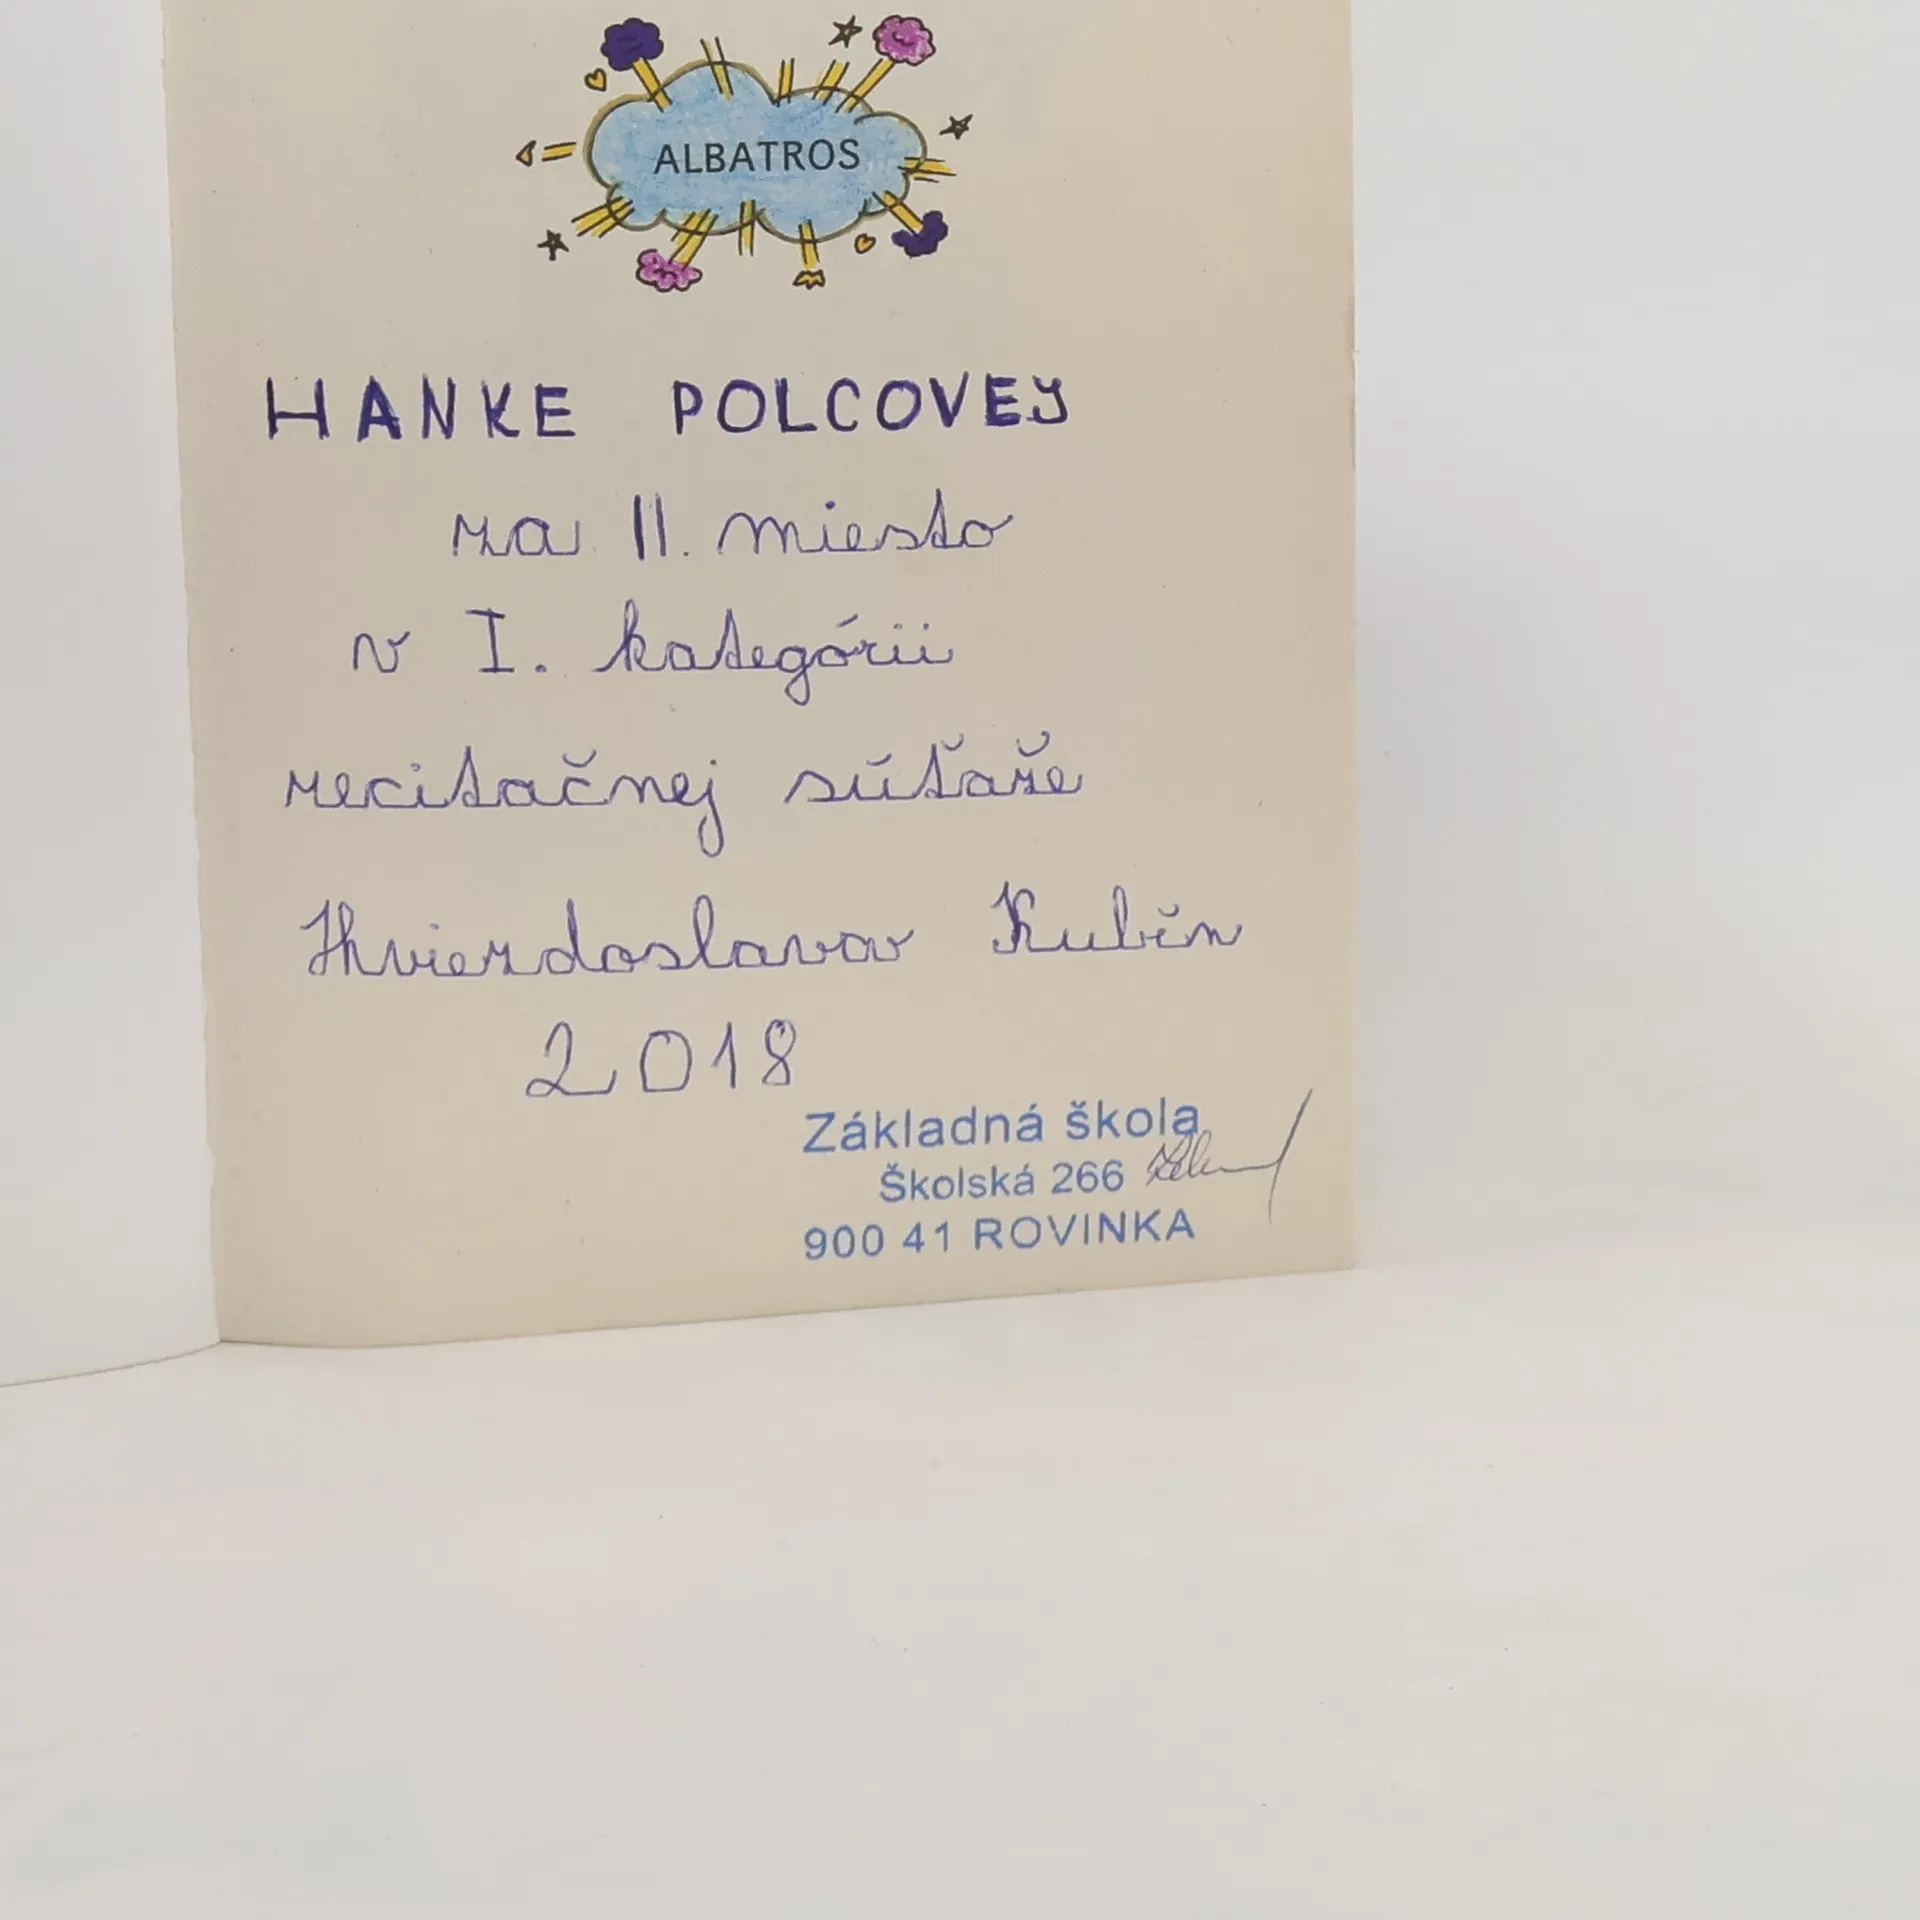 ALBATROS
HANKE POLCOVEJ
za II. miesto
v I. kategórii
recitačnej súťaže
Hviezdoslavov Kubín
2018
Základná škola
Školská 266
900 41 ROVINKA